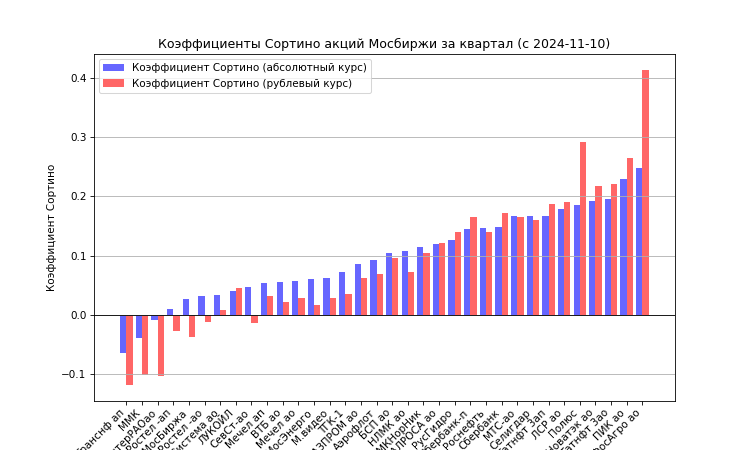 Коэффициенты Сортино акций Мосбиржи за квартал (с 2024-11-10)
Коэффициент Сортино (абсолютный курс)
Коэффициент Сортино (рублевый курс)
Коэффициент Сортино
0.4
0.3
0.2
0.1
0.0
−0.1
ММК
Ростел -ап
МосБиржа
Ростел -ао
ЛУКОЙЛ
СевСт-ао
Мечел ап
ВТБ ао
Мечел ао
МосЭнерго
М.видео
ТГК-1
Аэрофлот
БСП ао
НЛМК ао
РусГидро
Роснефть
Сбербанк
МТС-ао
Селигдар
ЛСР ао
Полюс
ПИК ао